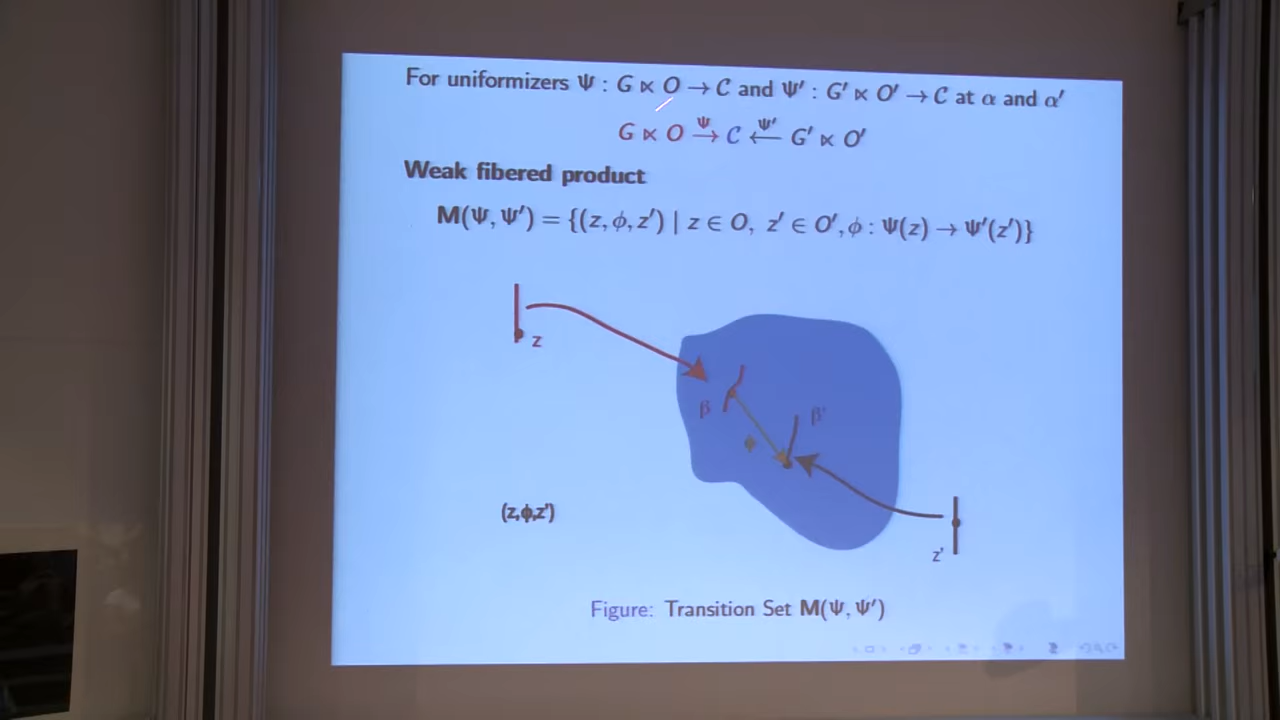 For uniformizers Ψ : G ⋉ O → C and Ψ′ : G′ ⋉ O′ → C at α and α′
G ⋉ O →^Ψ C ←^Ψ′ G′ ⋉ O′
Weak fibered product
M(Ψ, Ψ′) = {(z, ϕ, z′) | z ∈ O, z′ ∈ O′, ϕ : Ψ(z) → Ψ′(z′)}
z
β
β'
ϕ
(z,ϕ,z')
z'
Figure: Transition Set M(Ψ, Ψ′)